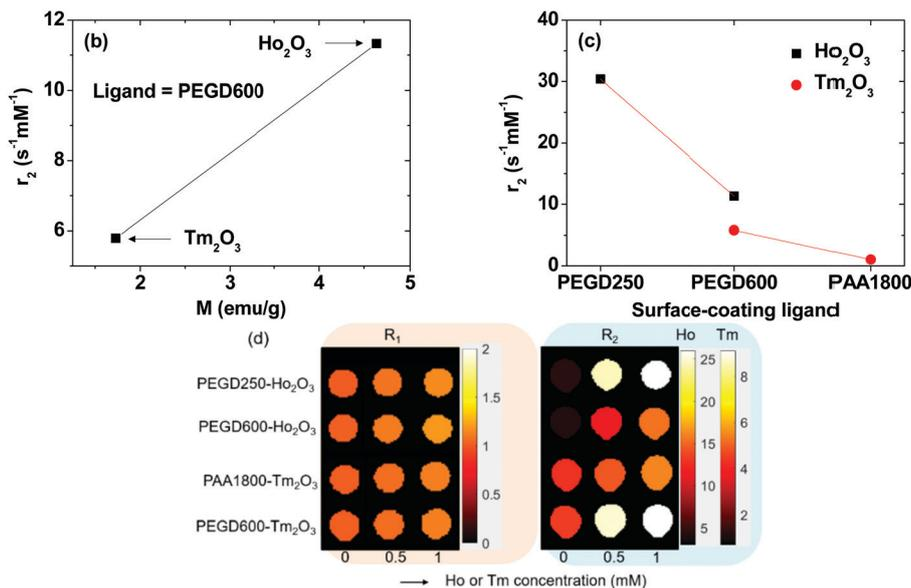 12
(b)
Ho₂O₃
Ligand = PEGD600
10
8
6
Tm₂O₃
r₂ (s⁻¹mM⁻¹)
2 3 4 5
M (emu/g)
40
(c)
Ho₂O₃
Tm₂O₃
30
20
10
0
r₂ (s⁻¹mM⁻¹)
PEGD250 PEGD600 PAA1800
Surface-coating ligand
(d)
R₁
R₂
Ho Tm
PEGD250-Ho₂O₃
PEGD600-Ho₂O₃
PAA1800-Tm₂O₃
PEGD600-Tm₂O₃
2
1.5
1
0.5
0
25
20
15
10
5
8
6
4
2
0 0.5 1
0 0.5 1
Ho or Tm concentration (mM)